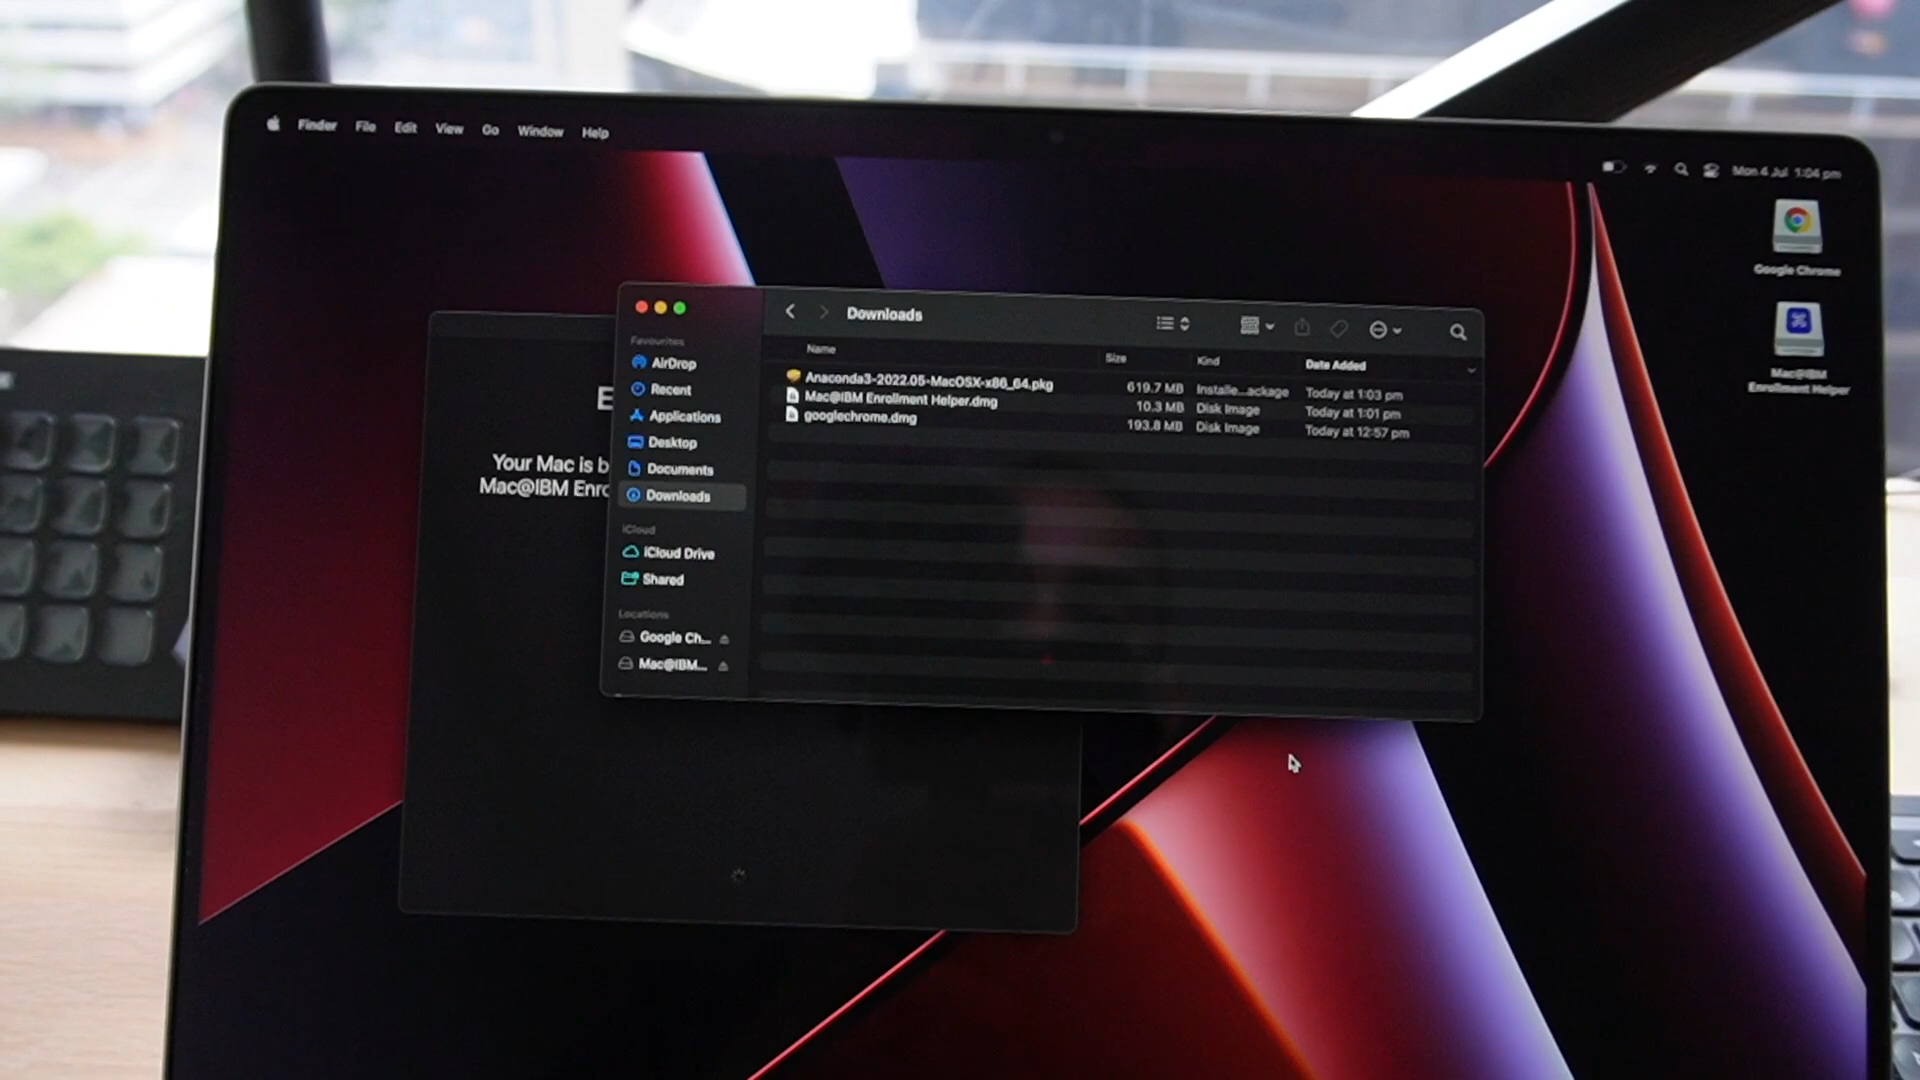 Finder File Edit View Go Window Help
Mon 4 Jul 1:04 pm
Google Chrome
Mac@IBM
Enrollment Helper
Downloads
Favourites
AirDrop
Recent
Applications
Desktop
Documents
Downloads
iCloud
iCloud Drive
Shared
Locations
Google Ch...
Mac@IBM...
Name Size Kind Date Added
Anaconda3-2022.05-MacOSX-x86_64.pkg 619.7 MB Installe...ackage Today at 1:03 pm
Mac@IBM Enrollment Helper.dmg 10.3 MB Disk Image Today at 1:01 pm
googlechrome.dmg 193.8 MB Disk Image Today at 12:57 pm
E
Your Mac is b
Mac@IBM Enro